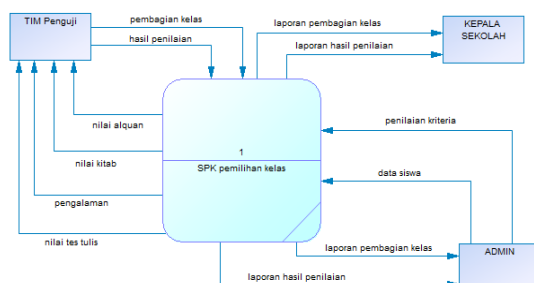 TIM Penguji
pembagian kelas
hasil penilaian
laporan pembagian kelas
laporan hasil penilaian
KEPALA
SEKOLAH
nilai alquan
nilai kitab
pengalaman
nilai tes tulis
1
SPK pemilihan kelas
penilaian kriteria
data siswa
laporan pembagian kelas
laporan hasil penilaian
ADMIN